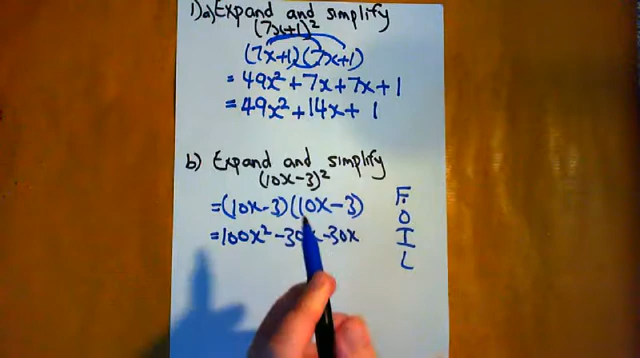 1)a) Expand and simplify
(7x+1)²
(7x+1)(7x+1)
= 49x² + 7x + 7x + 1
= 49x² + 14x + 1
b) Expand and simplify
(10x-3)²
=(10x-3)(10x-3)
=100x² -30x -30x
F.
O
I
L